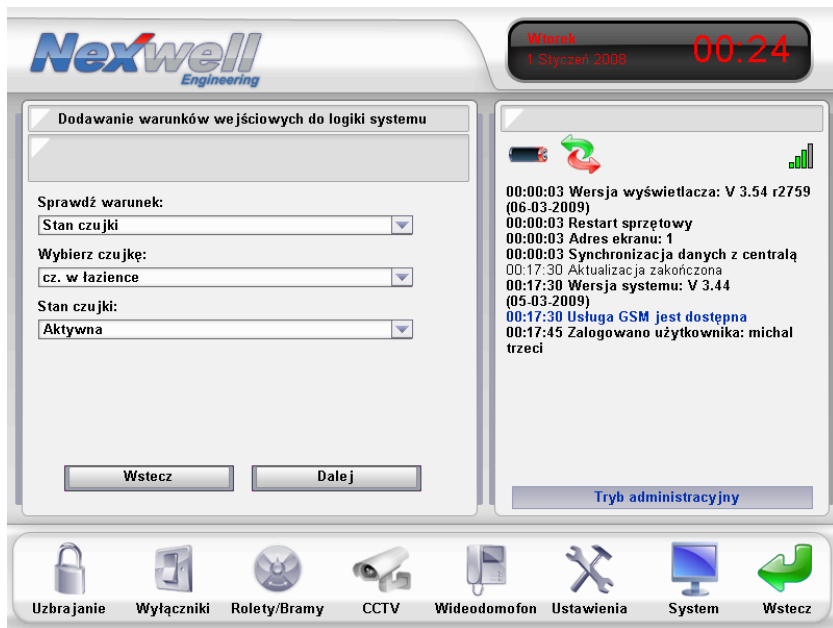 Nexwell
Engineering
Wtorek
1 Styczeń 2008
00:24
Dodawanie warunków wejściowych do logiki systemu
Sprawdź warunek:
Stan czujki
Wybierz czujkę:
cz. w łazience
Stan czujki:
Aktywna
Wstecz
Dalej
00:00:03 Wersja wyświetlacza: V 3.54 r2759
(06-03-2009)
00:00:03 Restart sprzętowy
00:00:03 Adres ekranu: 1
00:00:03 Synchronizacja danych z centralą
00:17:30 Aktualizacja zakończona
00:17:30 Wersja systemu: V 3.44
(05-03-2009)
00:17:30 Usługa GSM jest dostępna
00:17:45 Zalogowano użytkownika: michal
trzeci
Tryb administracyjny
Uzbrajanie
Wyłączniki
Rolety/Bramy
CCTV
Wideodomofon
Ustawienia
System
Wstecz